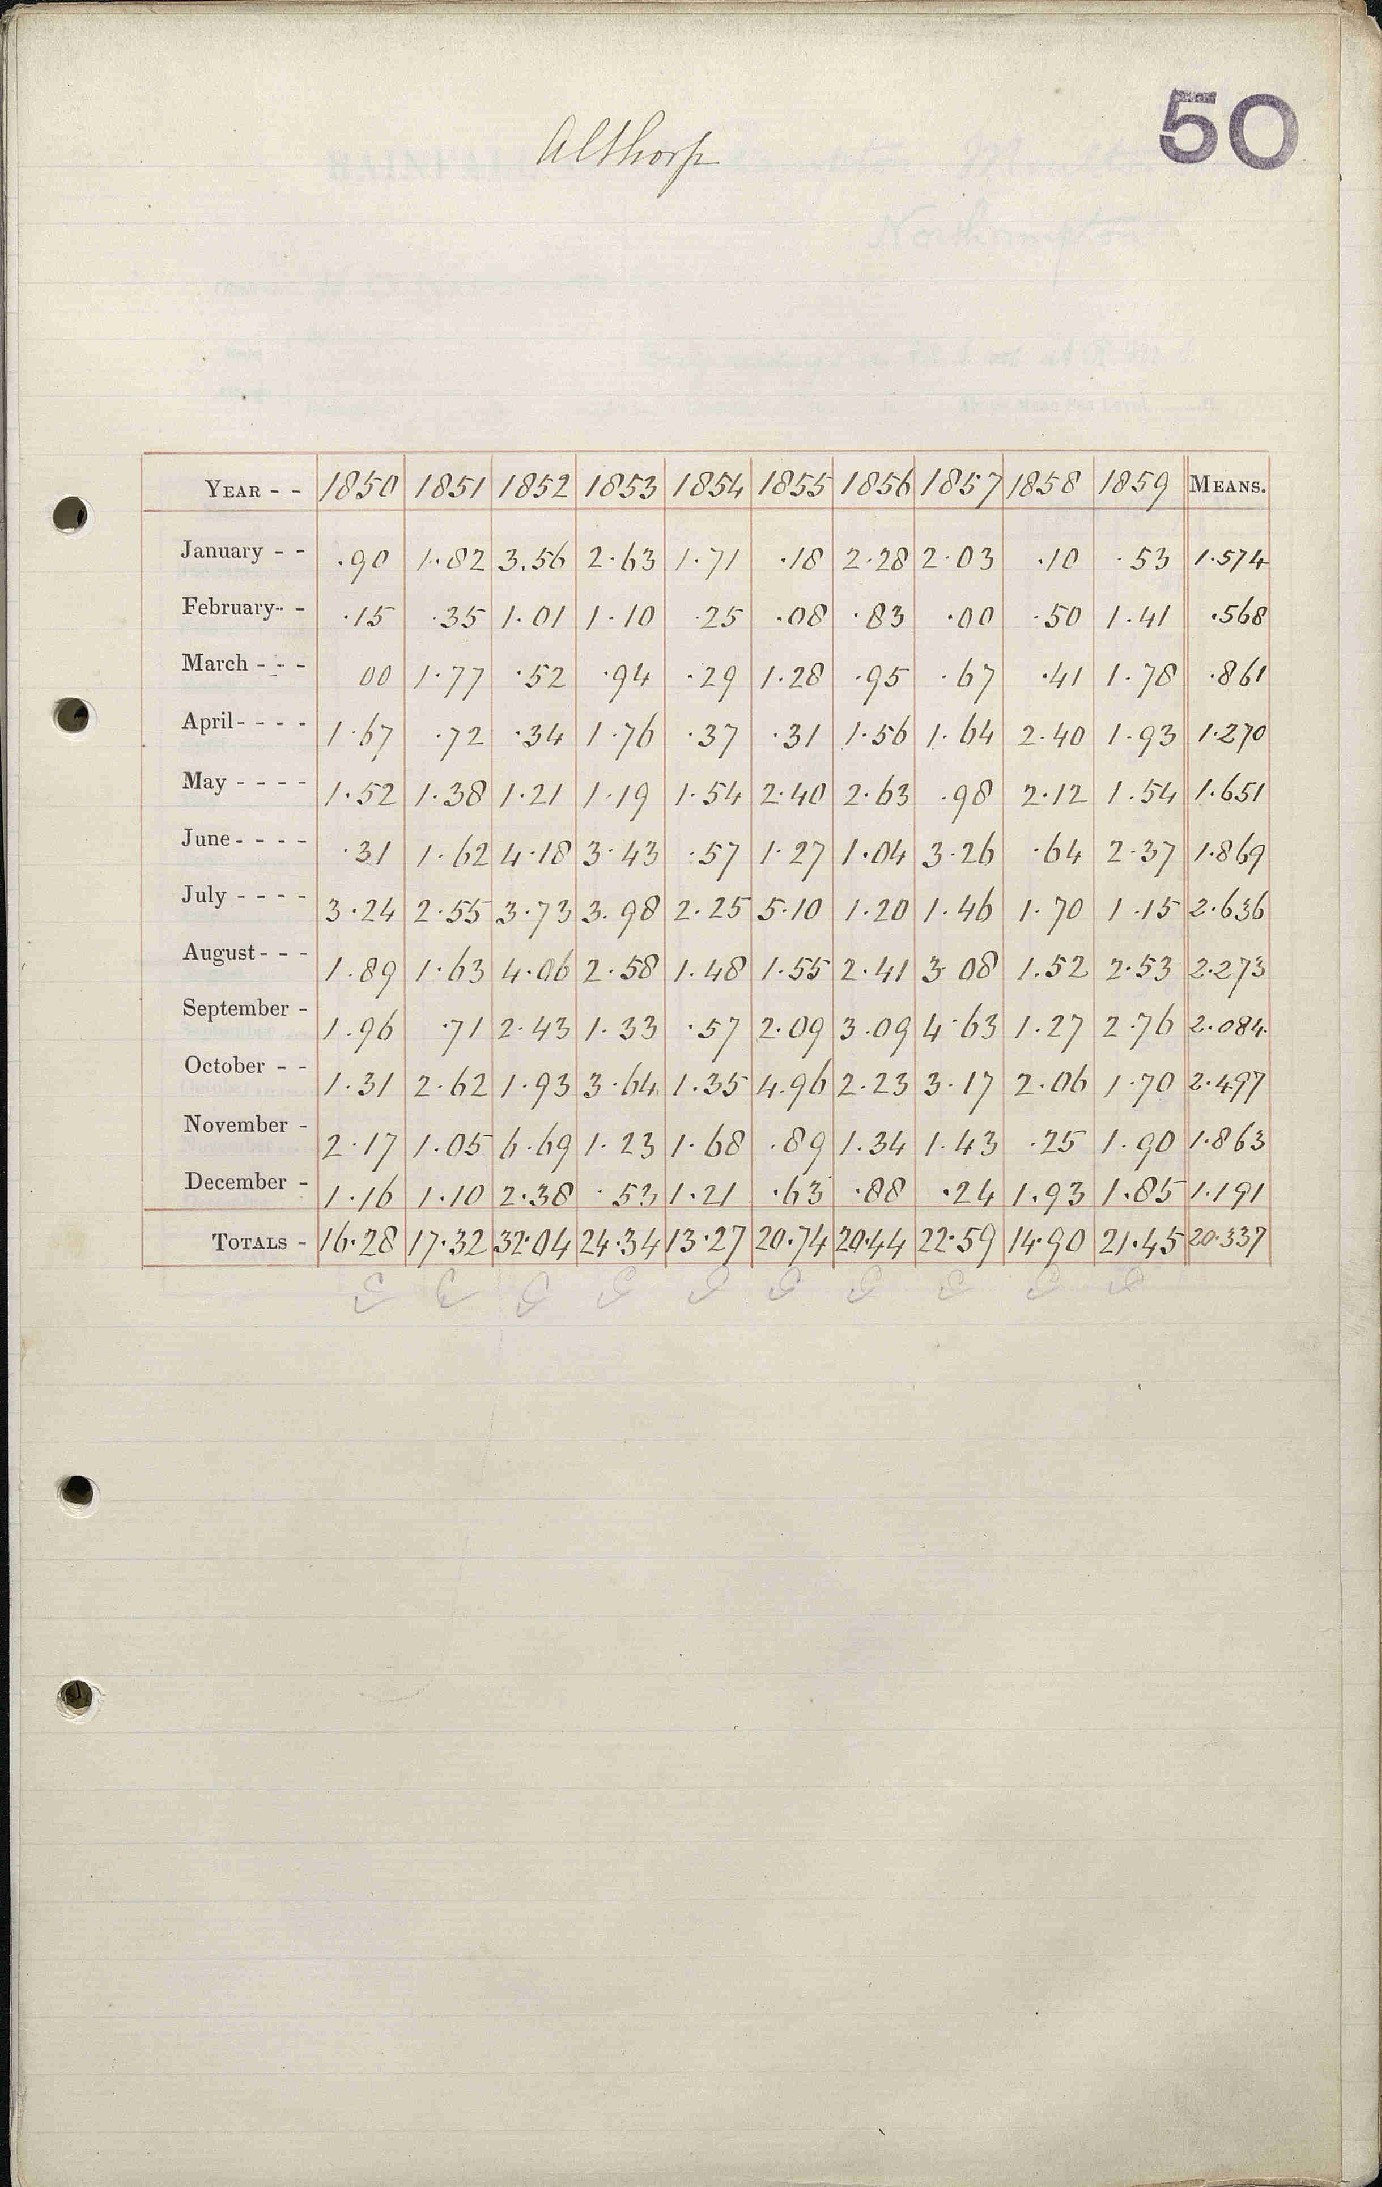 50
Althorp
Northampton
YEAR - - 1850 1851 1852 1853 1854 1855 1856 1857 1858 1859 MEANS.
January - - .90 1.82 3.56 2.63 1.71 .18 2.28 2.03 .10 .53 1.574
February - - .15 .35 1.01 1.10 .25 .08 .83 .00 .50 1.41 .568
March - - - 00 1.77 .52 .94 .29 1.28 .95 .67 .41 1.78 .861
April - - - - 1.67 .72 .34 1.76 .37 .31 1.56 1.64 2.40 1.93 1.270
May - - - - 1.52 1.38 1.21 1.19 1.54 2.40 2.63 .98 2.12 1.54 1.651
June - - - - .31 1.62 4.18 3.43 .57 1.27 1.04 3.26 .64 2.37 1.869
July - - - - 3.24 2.55 3.73 3.98 2.25 5.10 1.20 1.46 1.70 1.15 2.636
August - - - 1.89 1.63 4.06 2.58 1.48 1.55 2.41 3.08 1.52 2.53 2.273
September - 1.96 .71 2.43 1.33 .57 2.09 3.09 4.63 1.27 2.76 2.084
October - - 1.31 2.62 1.93 3.64 1.35 4.96 2.23 3.17 2.06 1.70 2.497
November - 2.17 1.05 6.69 1.23 1.68 .89 1.34 1.43 .25 1.90 1.863
December - 1.16 1.10 2.38 .53 1.21 .63 .88 .24 1.93 1.85 1.191
TOTALS - 16.28 17.32 32.04 24.34 13.27 20.74 20.44 22.59 14.90 21.45 20.337